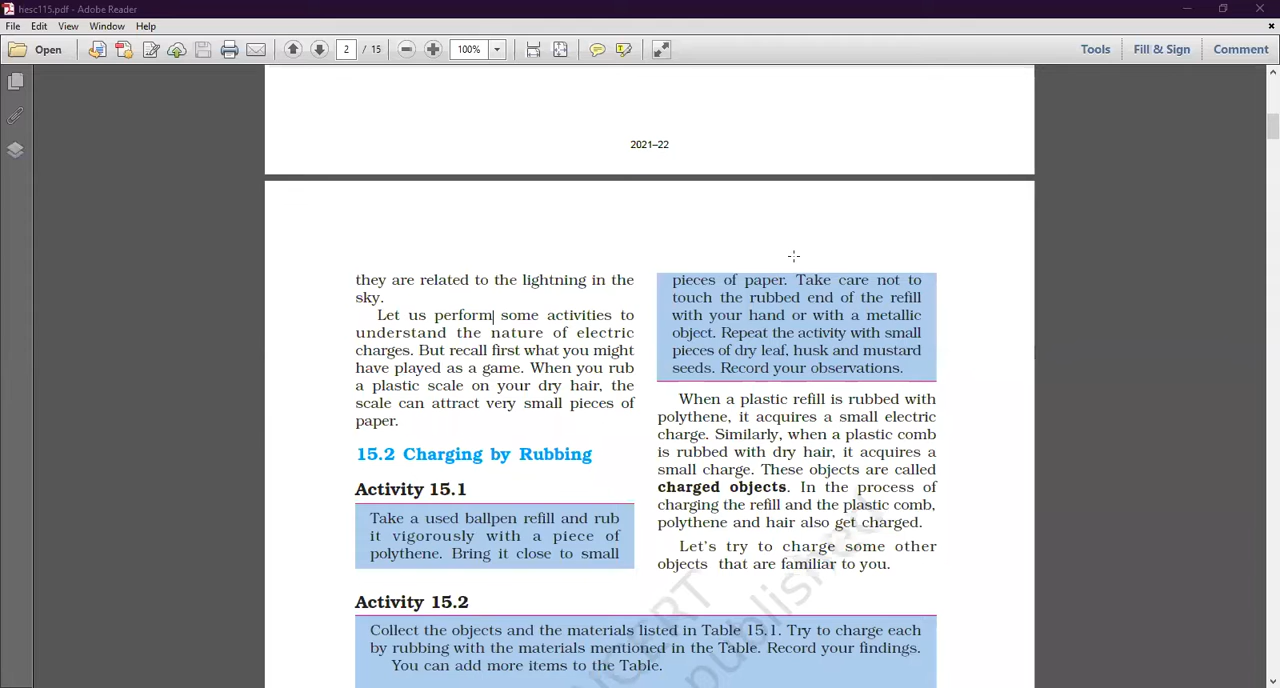 hesc115.pdf - Adobe Reader
File Edit View Window Help
Open 2 / 15 100% Tools Fill & Sign Comment
2021–22
they are related to the lightning in the
sky.
Let us perform some activities to
understand the nature of electric
charges. But recall first what you might
have played as a game. When you rub
a plastic scale on your dry hair, the
scale can attract very small pieces of
paper.
15.2 Charging by Rubbing
Activity 15.1
Take a used ballpen refill and rub
it vigorously with a piece of
polythene. Bring it close to small
pieces of paper. Take care not to
touch the rubbed end of the refill
with your hand or with a metallic
object. Repeat the activity with small
pieces of dry leaf, husk and mustard
seeds. Record your observations.
When a plastic refill is rubbed with
polythene, it acquires a small electric
charge. Similarly, when a plastic comb
is rubbed with dry hair, it acquires a
small charge. These objects are called
charged objects. In the process of
charging the refill and the plastic comb,
polythene and hair also get charged.
Let's try to charge some other
objects that are familiar to you.
Activity 15.2
Collect the objects and the materials listed in Table 15.1. Try to charge each
by rubbing with the materials mentioned in the Table. Record your findings.
You can add more items to the Table.
NCERT
published